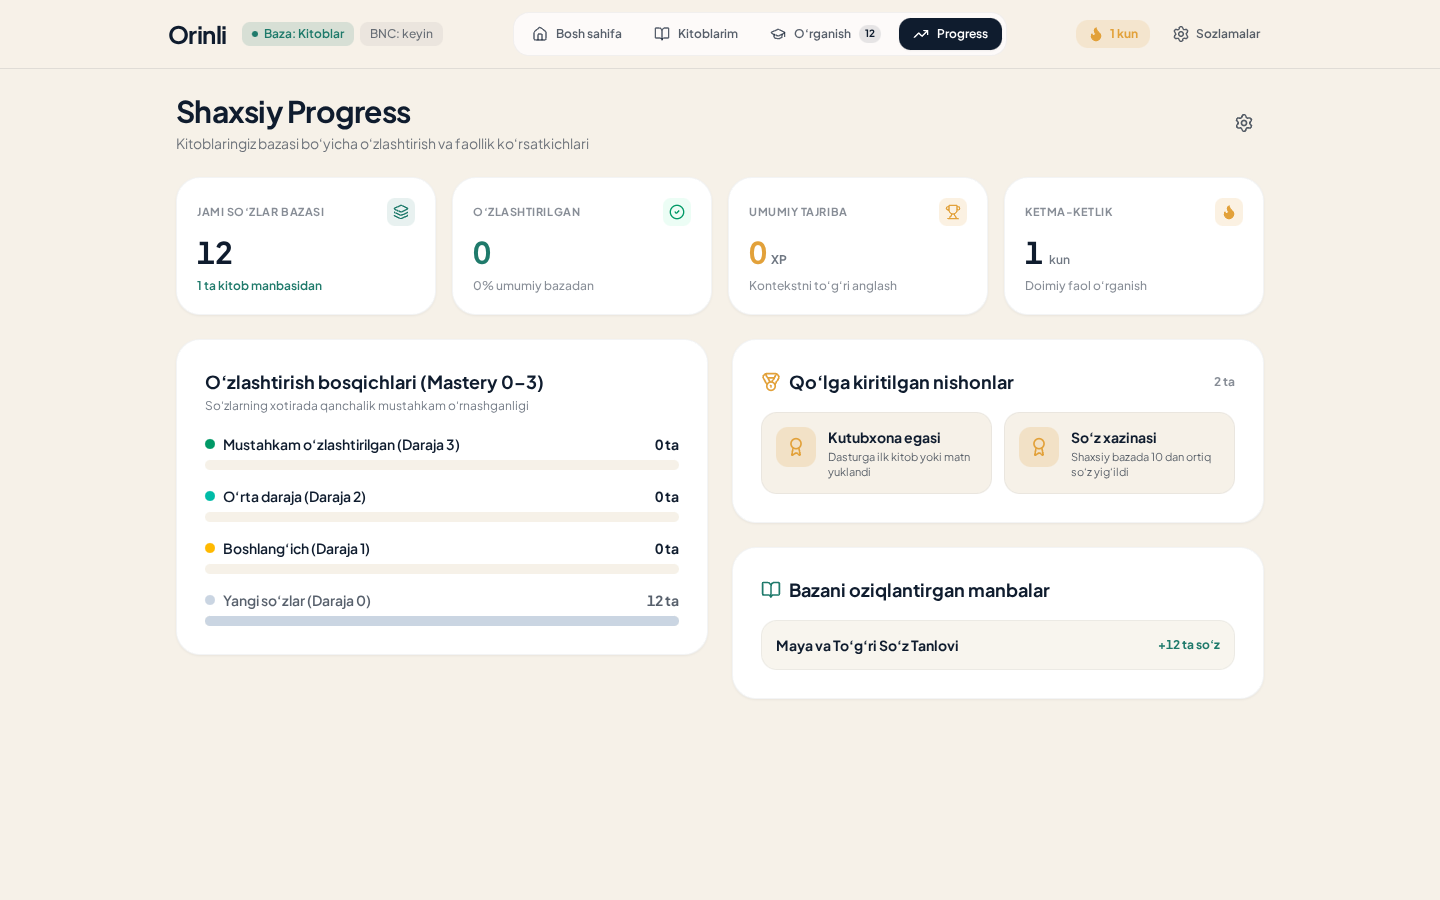 Orinli
Baza: Kitoblar
BNC: keyin
Bosh sahifa
Kitoblarim
O‘rganish 12
Progress
1 kun
Sozlamalar
Shaxsiy Progress
Kitoblaringiz bazasi bo‘yicha o‘zlashtirish va faollik ko‘rsatkichlari
JAMI SO‘ZLAR BAZASI
12
1 ta kitob manbasidan
O‘ZLASHTIRILGAN
0
0% umumiy bazadan
UMUMIY TAJRIBA
0 XP
Kontekstni to‘g‘ri anglash
KETMA-KETLIK
1 kun
Doimiy faol o‘rganish
O‘zlashtirish bosqichlari (Mastery 0–3)
So‘zlarning xotirada qanchalik mustahkam o‘rnashganligi
Mustahkam o‘zlashtirilgan (Daraja 3) 0 ta
O‘rta daraja (Daraja 2) 0 ta
Boshlang‘ich (Daraja 1) 0 ta
Yangi so‘zlar (Daraja 0) 12 ta
Qo‘lga kiritilgan nishonlar 2 ta
Kutubxona egasi
Dasturga ilk kitob yoki matn
yuklandi
So‘z xazinasi
Shaxsiy bazada 10 dan ortiq
so‘z yig‘ildi
Bazani oziqlantirgan manbalar
Maya va To‘g‘ri So‘z Tanlovi +12 ta so‘z